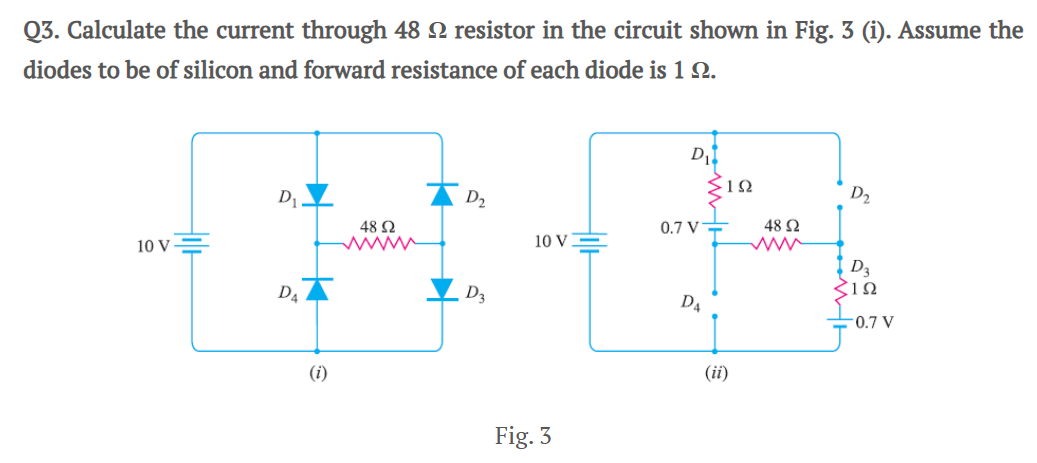 Q3. Calculate the current through 48 Ω resistor in the circuit shown in Fig. 3 (i). Assume the
diodes to be of silicon and forward resistance of each diode is 1 Ω.
D1
D2
48 Ω
10 V
D4
D3
(i)
D1
1 Ω
D2
0.7 V
48 Ω
10 V
D3
1 Ω
D4
0.7 V
(ii)
Fig. 3